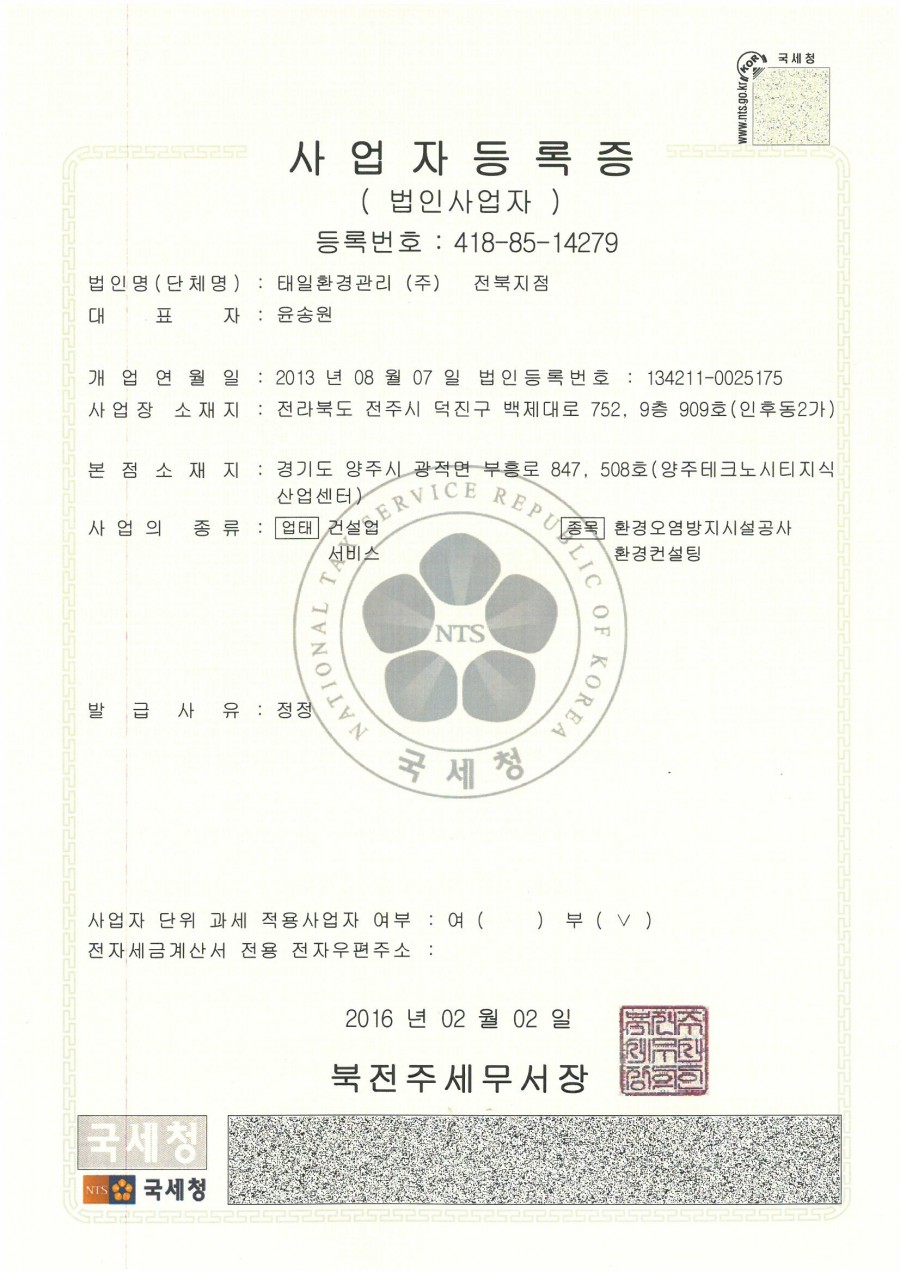 국세청
KOR
www.nts.go.kr
사업자등록증
( 법인사업자 )
등록번호 : 418-85-14279
법인명(단체명) : 태일환경관리 (주) 전북지점
대 표 자 : 윤송원
개 업 연 월 일 : 2013 년 08 월 07 일 법인등록번호 : 134211-0025175
사업장 소재지 : 전라북도 전주시 덕진구 백제대로 752, 9층 909호(인후동2가)
본 점 소 재 지 : 경기도 양주시 광적면 부흥로 847, 508호(양주테크노시티지식
산업센터)
사 업 의 종 류 : 업태 건설업 종목 환경오염방지시설공사
서비스 환경컨설팅
NATIONAL TAX SERVICE REPUBLIC OF KOREA
NTS
국세청
발 급 사 유 : 정정
사업자 단위 과세 적용사업자 여부 : 여 ( ) 부 ( ∨ )
전자세금계산서 전용 전자우편주소 :
2016 년 02 월 02 일
북전주세무서장
국세청
NTS 국세청